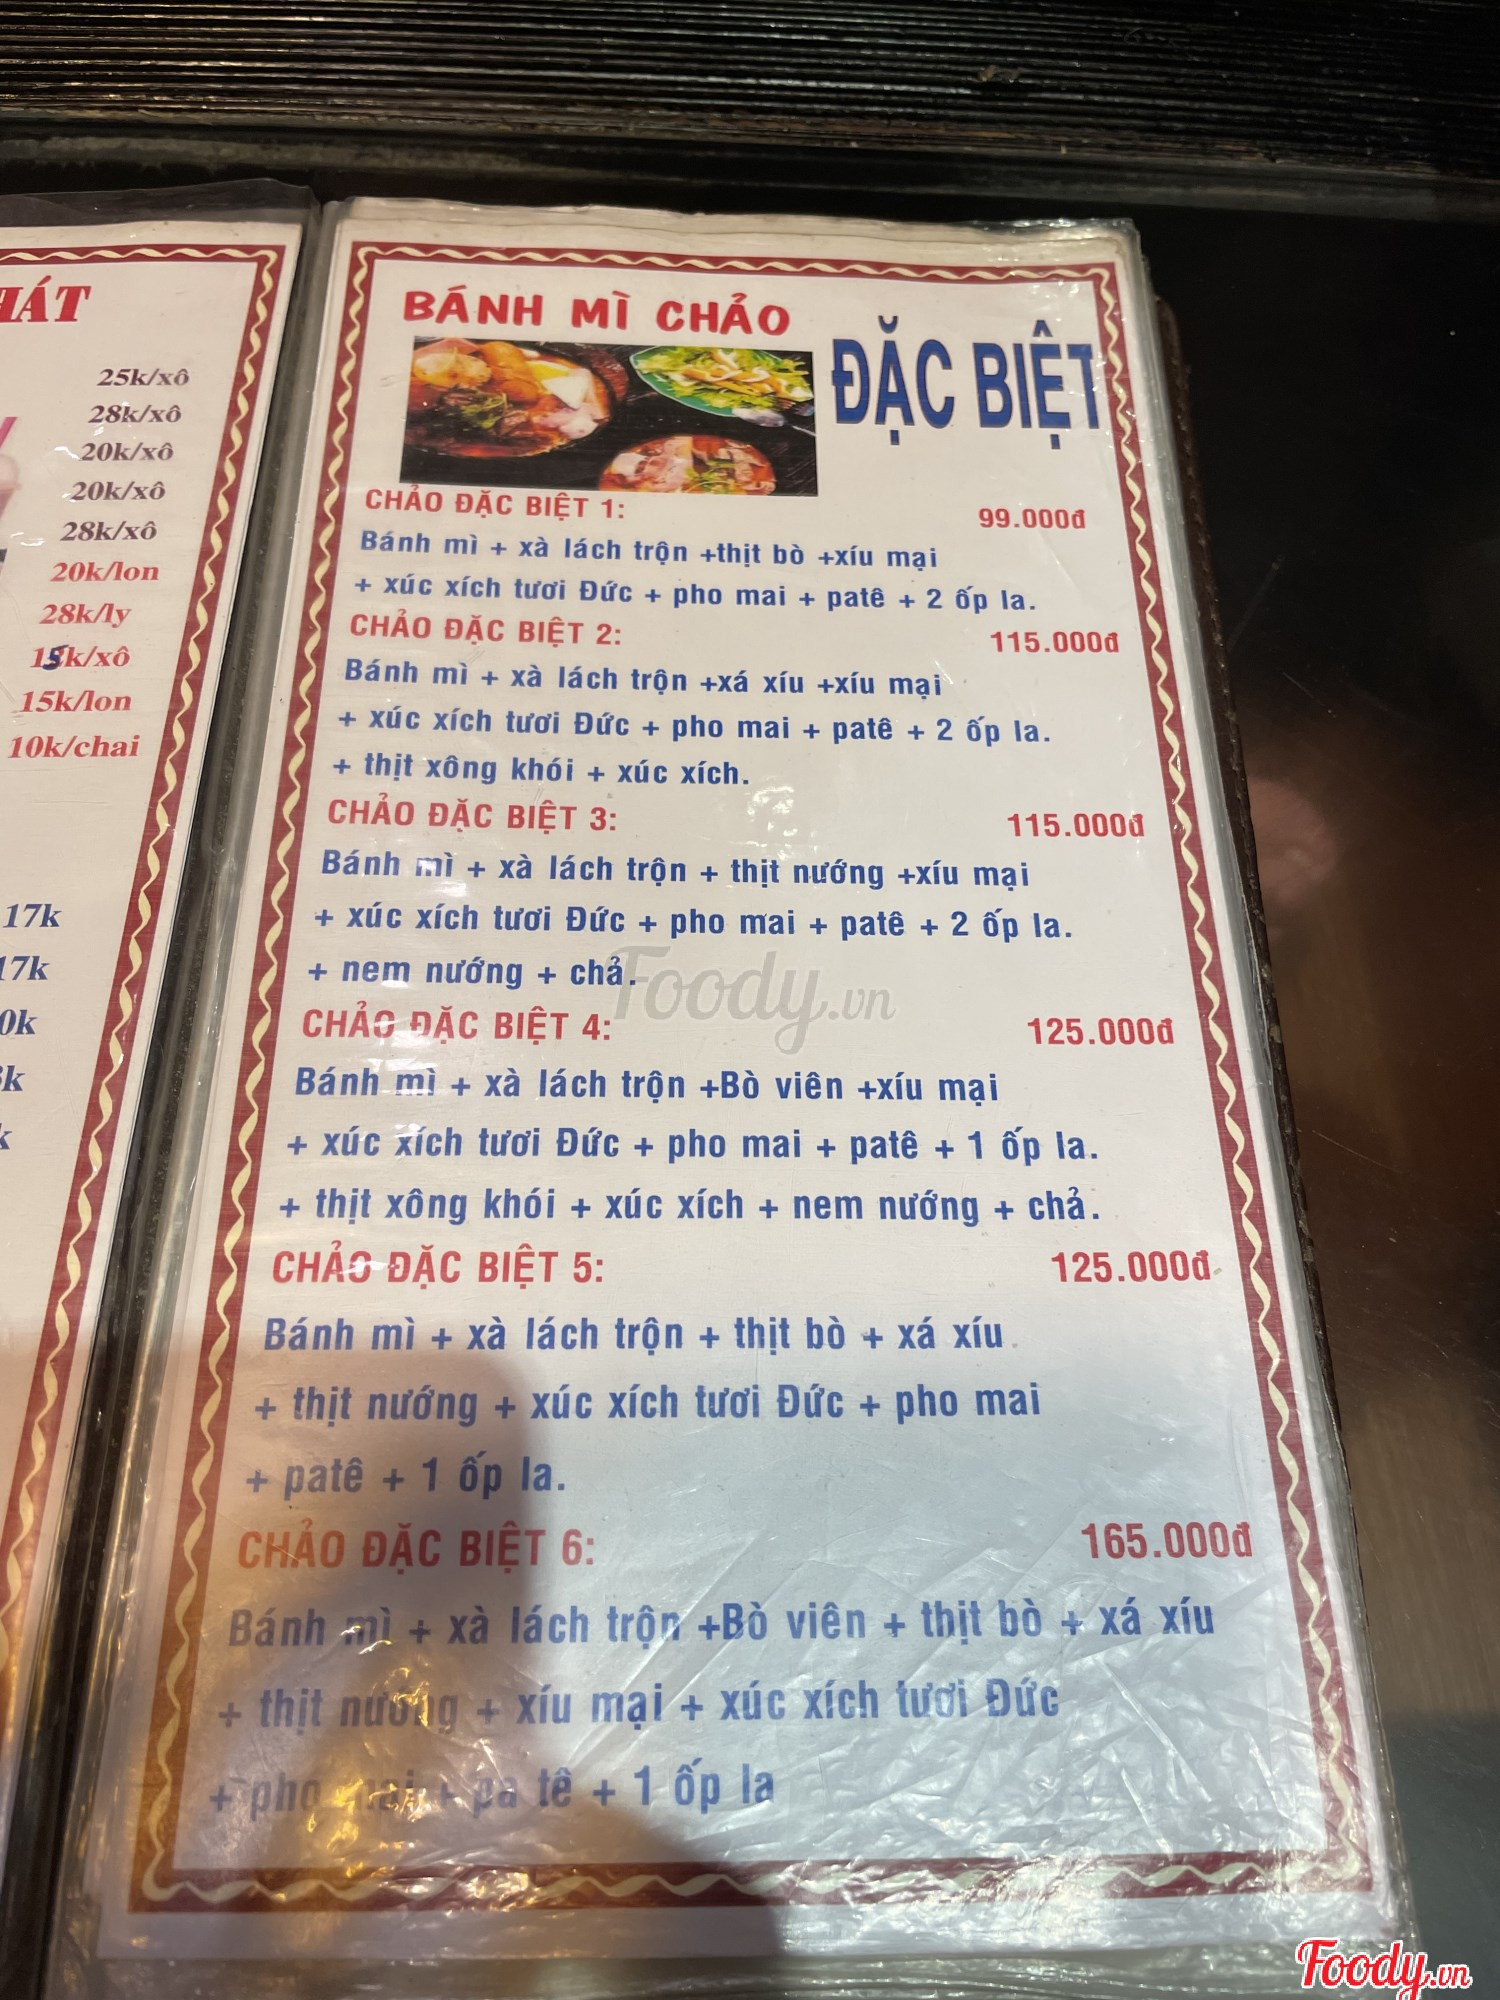 HÁT
25k/xô
28k/xô
20k/xô
20k/xô
28k/xô
20k/lon
28k/ly
15k/xô
15k/lon
10k/chai
17k
17k
0k
k
k
BÁNH MÌ CHẢO
ĐẶC BIỆT
CHẢO ĐẶC BIỆT 1: 99.000đ
Bánh mì + xà lách trộn +thịt bò +xíu mại
+ xúc xích tươi Đức + pho mai + patê + 2 ốp la.
CHẢO ĐẶC BIỆT 2: 115.000đ
Bánh mì + xà lách trộn +xá xíu +xíu mại
+ xúc xích tươi Đức + pho mai + patê + 2 ốp la.
+ thịt xông khói + xúc xích.
CHẢO ĐẶC BIỆT 3: 115.000đ
Bánh mì + xà lách trộn + thịt nướng +xíu mại
+ xúc xích tươi Đức + pho mai + patê + 2 ốp la.
+ nem nướng + chả.
Foody.vn
CHẢO ĐẶC BIỆT 4: 125.000đ
Bánh mì + xà lách trộn +Bò viên +xíu mại
+ xúc xích tươi Đức + pho mai + patê + 1 ốp la.
+ thịt xông khói + xúc xích + nem nướng + chả.
CHẢO ĐẶC BIỆT 5: 125.000đ
Bánh mì + xà lách trộn + thịt bò + xá xíu
+ thịt nướng + xúc xích tươi Đức + pho mai
+ patê + 1 ốp la.
CHẢO ĐẶC BIỆT 6: 165.000đ
Bánh mì + xà lách trộn +Bò viên + thịt bò + xá xíu
+ thịt nướng + xíu mại + xúc xích tươi Đức
+ pho mai + pa tê + 1 ốp la
Foody.vn